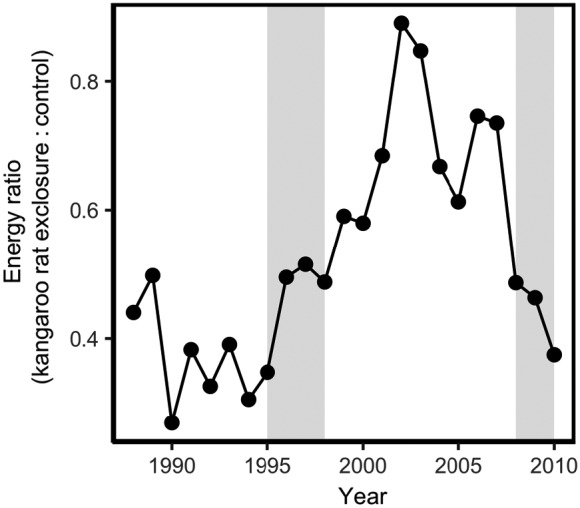 Energy ratio
(kangaroo rat exclosure : control)
0.8
0.6
0.4
1990 1995 2000 2005 2010
Year